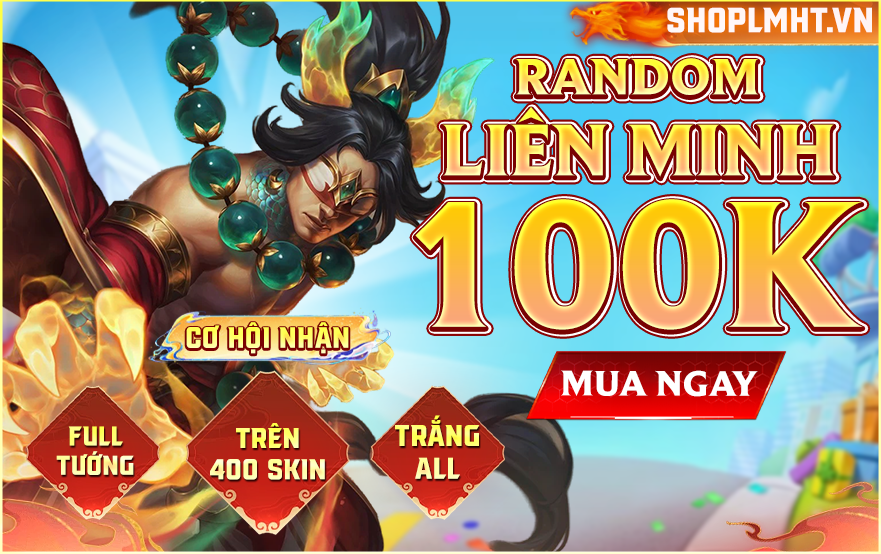 SHOPLMHT.VN
RANDOM
LIÊN MINH
100K
CƠ HỘI NHẬN
MUA NGAY
FULL
TƯỚNG
TRÊN
400 SKIN
TRẮNG
ALL